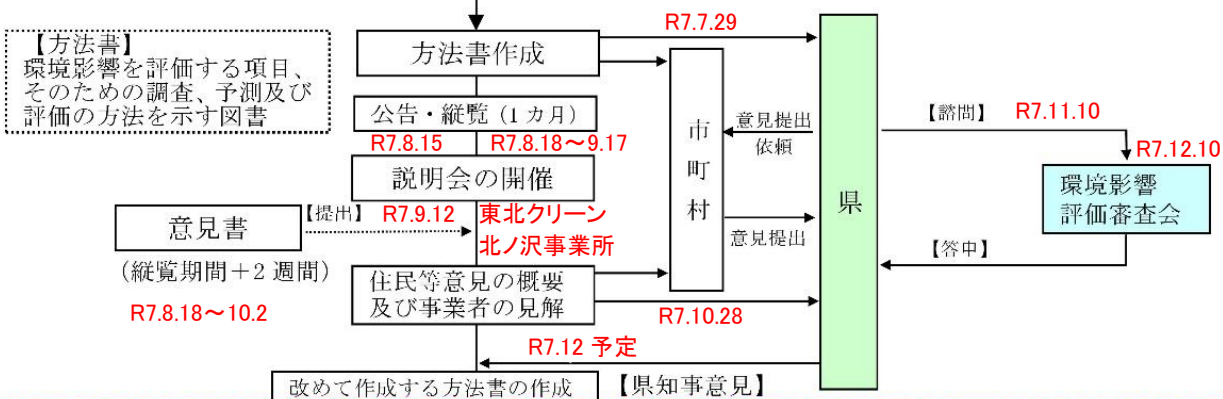 R7.7.29
【方法書】
環境影響を評価する項目、
そのための調査、予測及び
評価の方法を示す図書
方法書作成
公告・縦覧 (1カ月)
R7.8.15
R7.8.18～9.17
説明会の開催
意見書
【提出】
R7.9.12
東北クリーン
北ノ沢事業所
(縦覧期間+2週間)
R7.8.18～10.2
住民等意見の概要
及び事業者の見解
R7.10.28
R7.12 予定
改めて作成する方法書の作成
【県知事意見】
市町村
意見提出
依頼
意見提出
県
【諮問】
R7.11.10
R7.12.10
環境影響
評価審査会
【答申】